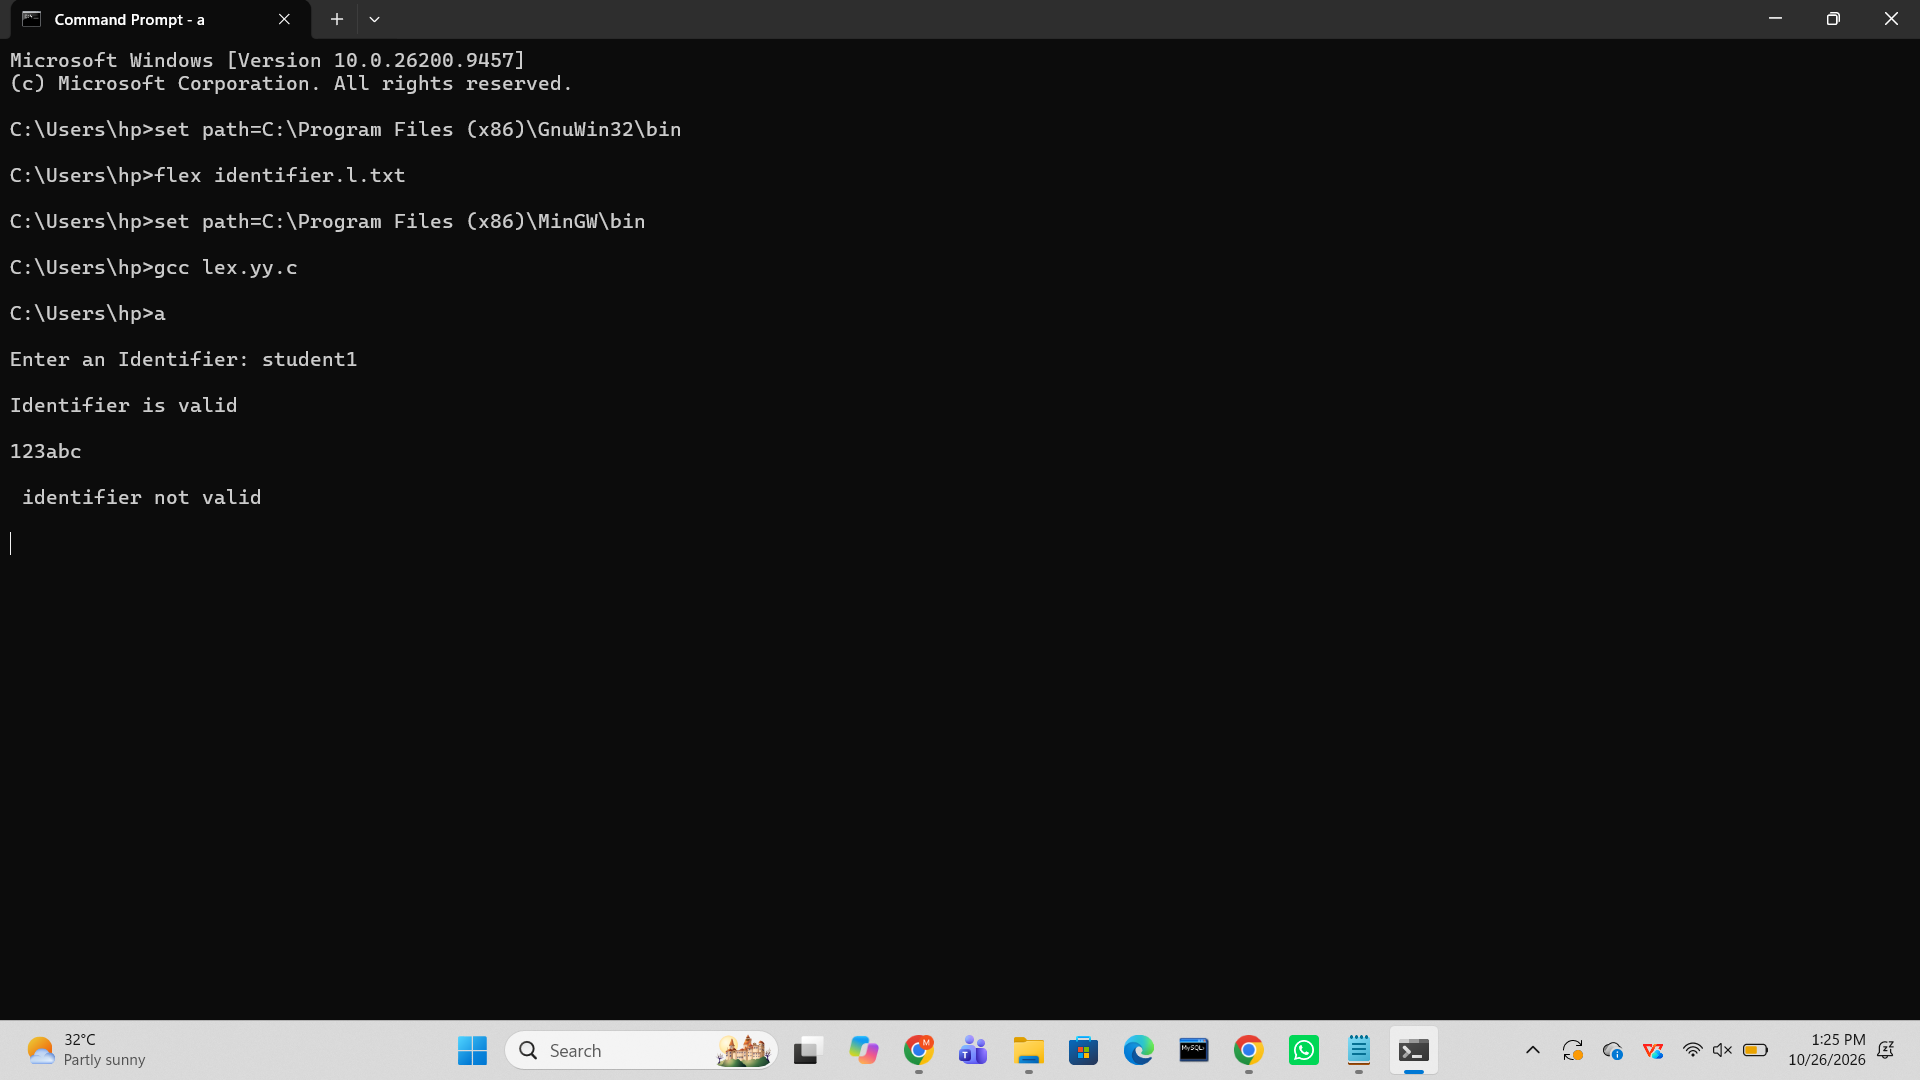 Command Prompt - a
Microsoft Windows [Version 10.0.26200.9457]
(c) Microsoft Corporation. All rights reserved.
C:\Users\hp>set path=C:\Program Files (x86)\GnuWin32\bin
C:\Users\hp>flex identifier.l.txt
C:\Users\hp>set path=C:\Program Files (x86)\MinGW\bin
C:\Users\hp>gcc lex.yy.c
C:\Users\hp>a
Enter an Identifier: student1
Identifier is valid
123abc
identifier not valid
32°C
Partly sunny
Search
M
T
MySQL
1:25 PM
10/26/2026